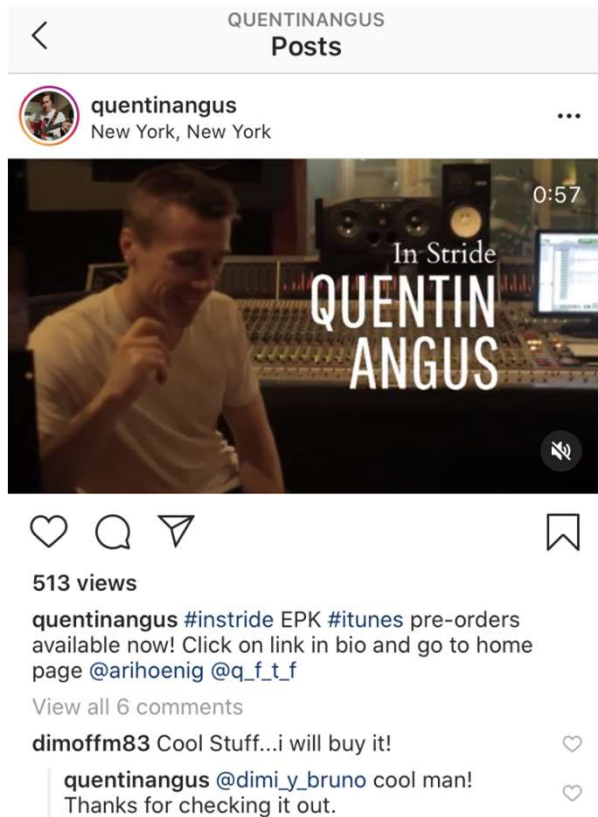 QUENTINANGUS
Posts
quentinangus
New York, New York
0:57
In Stride
QUENTIN
ANGUS
513 views
quentinangus #instride EPK #itunes pre-orders
available now! Click on link in bio and go to home
page @arihoenig @q_f_t_f
View all 6 comments
dimoffm83 Cool Stuff...i will buy it!
quentinangus @dimi_y_bruno cool man!
Thanks for checking it out.